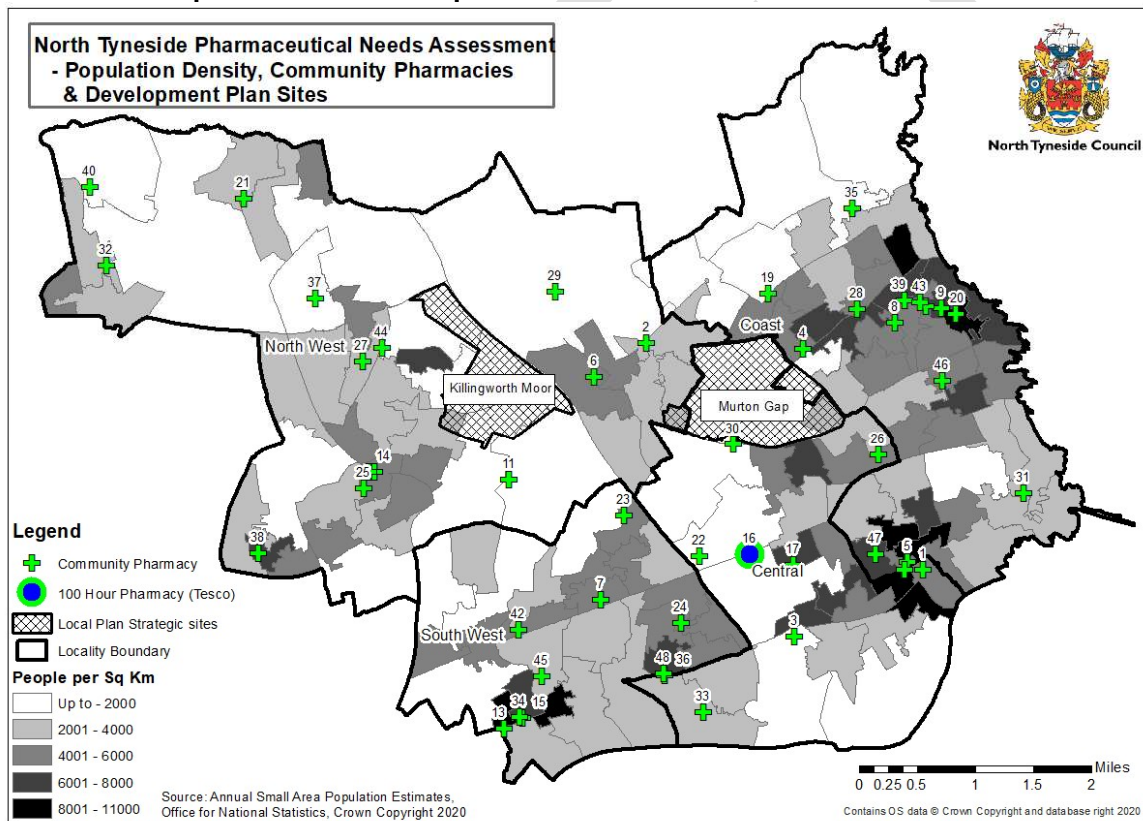 North Tyneside Pharmaceutical Needs Assessment
- Population Density, Community Pharmacies
& Development Plan Sites
North Tyneside Council
40
21
35
32
29
19
37
39 43 9 20
28
8
2
Coast
4
44
North West
27
6
46
Killingworth Moor
Murton Gap
30
26
14
11
25
31
23
Legend
38
16
47
5
22
17
1
Community Pharmacy
Central
100 Hour Pharmacy (Tesco)
7
Local Plan Strategic sites
42
24
South West
3
Locality Boundary
48 36
45
People per Sq Km
Up to - 2000
34 15
33
13
2001 - 4000
4001 - 6000
6001 - 8000
8001 - 11000
Miles
0 0.25 0.5 1 1.5 2
Source: Annual Small Area Population Estimates,
Office for National Statistics, Crown Copyright 2020
Contains OS data © Crown Copyright and database right 2020